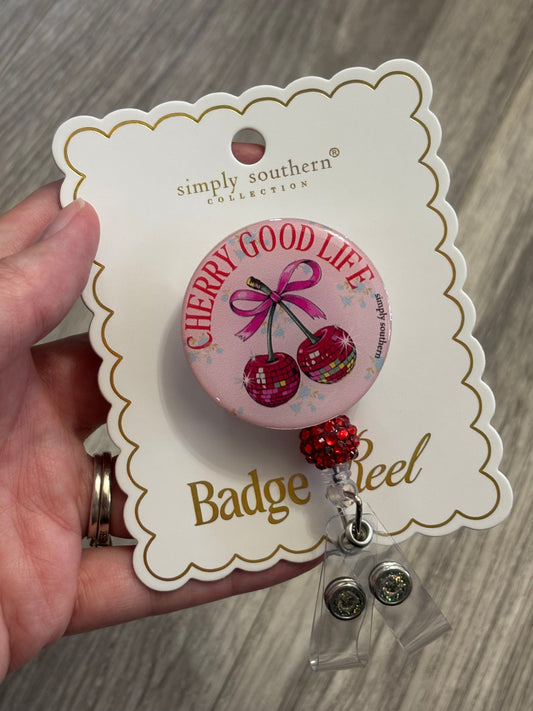 simply southern®
COLLECTION
CHERRY GOOD LIFE
simply southern
Badge Reel